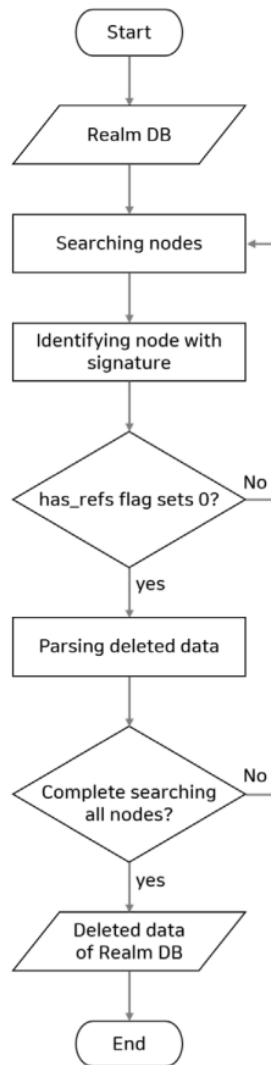 Start
Realm DB
Searching nodes
Identifying node with
signature
has_refs flag sets 0?
No
yes
Parsing deleted data
Complete searching
all nodes?
No
yes
Deleted data
of Realm DB
End